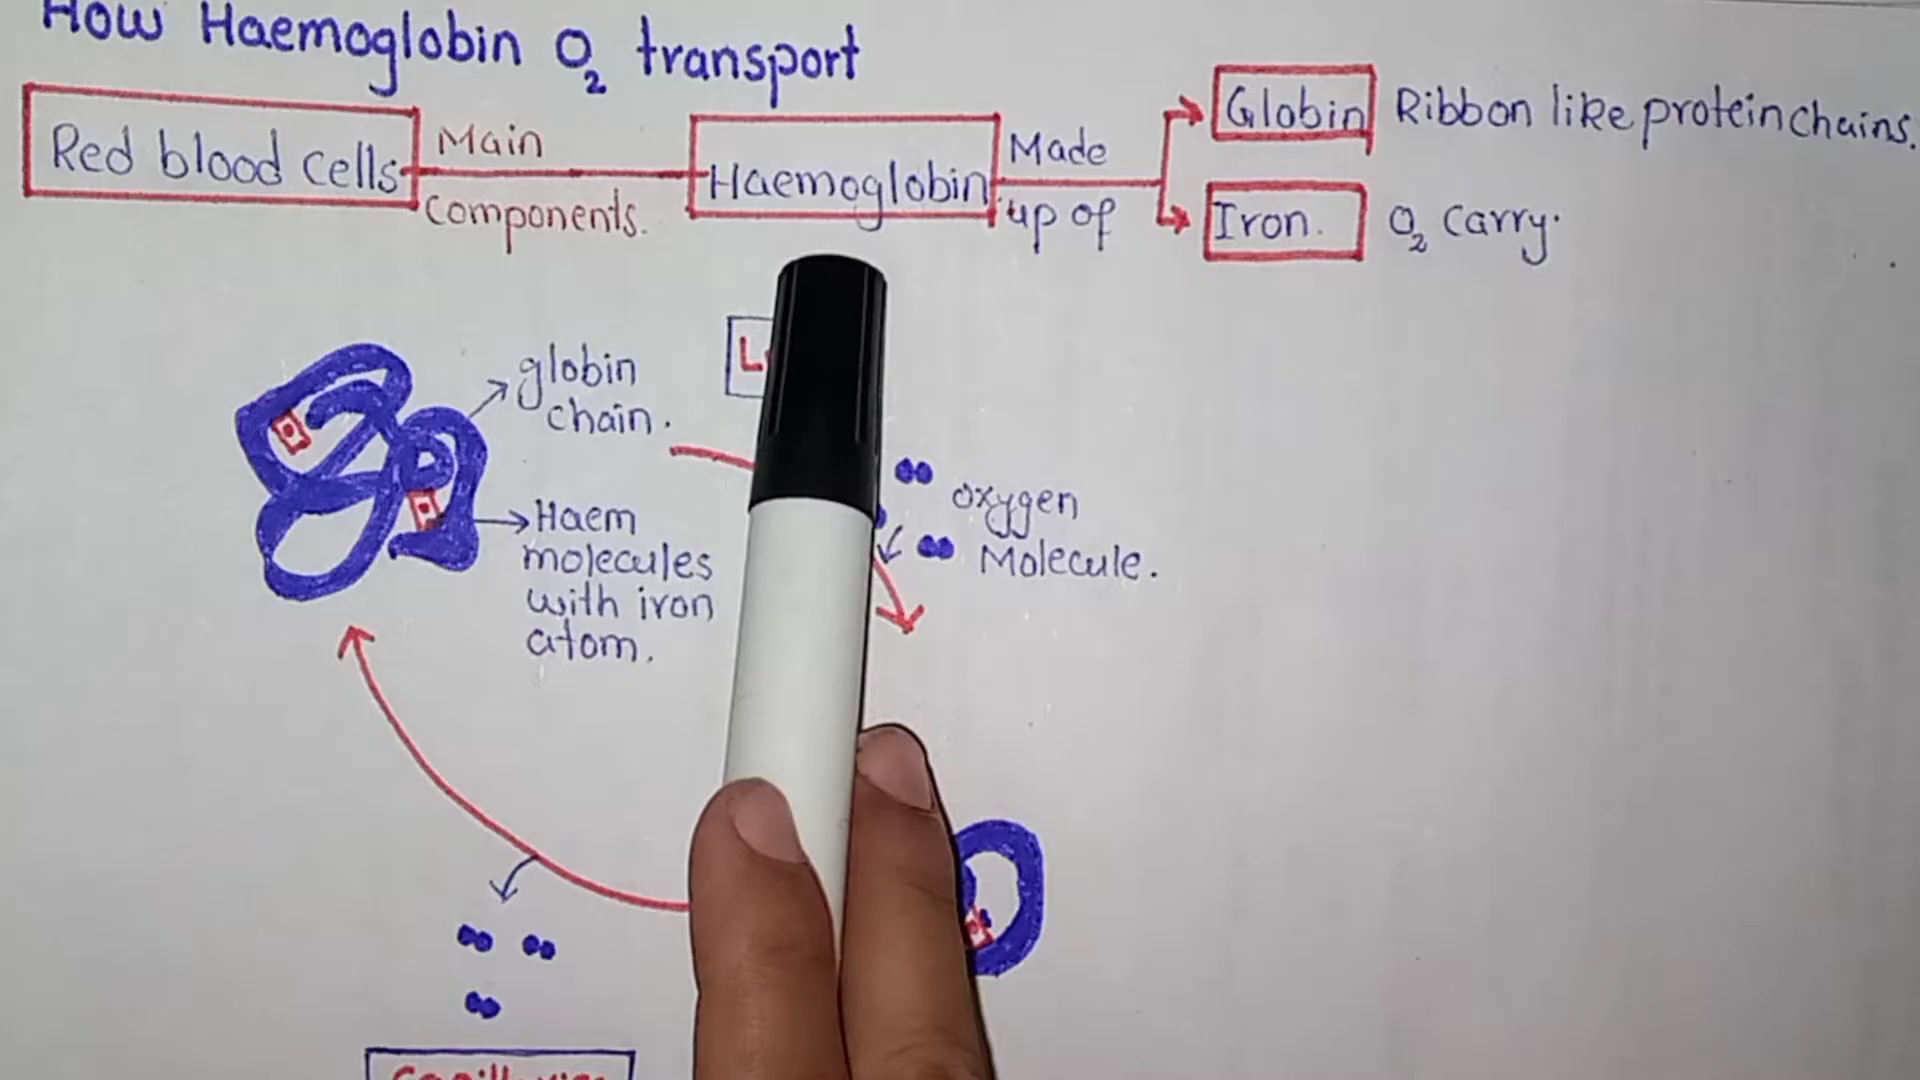 How Haemoglobin O₂ transport
Red blood cells
Main
components.
Haemoglobin
Made
up of
Globin Ribbon like protein chains.
Iron. O₂ carry.
globin
chain.
oxygen
Molecule.
Haem
molecules
with iron
atom.